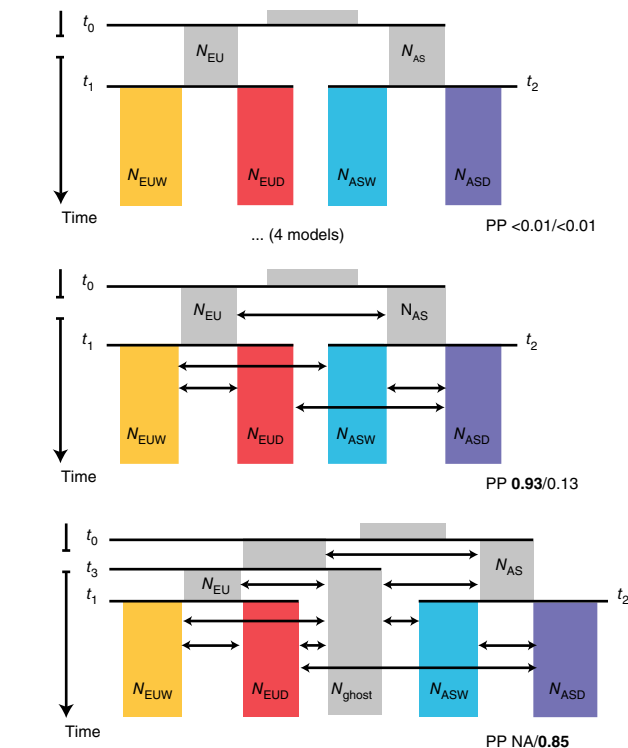 t0
NEU NAS
t1 t2
NEUW NEUD NASW NASD
Time
... (4 models)
PP <0.01/<0.01
t0
NEU NAS
t1 t2
NEUW NEUD NASW NASD
Time
PP 0.93/0.13
t0
t3 NAS
NEU
t1 t2
NEUW NEUD Nghost NASW NASD
Time
PP NA/0.85